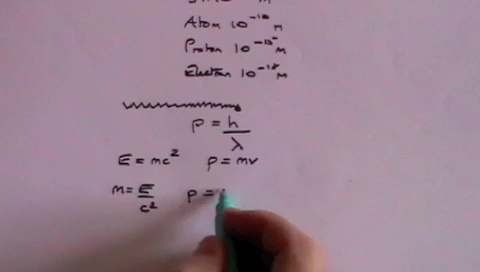 Atom 10⁻¹⁰ M
Proton 10⁻¹⁵ M
Electron 10⁻¹⁸ M
P = h/λ
E = mc² p = mv
M = E/c² p =